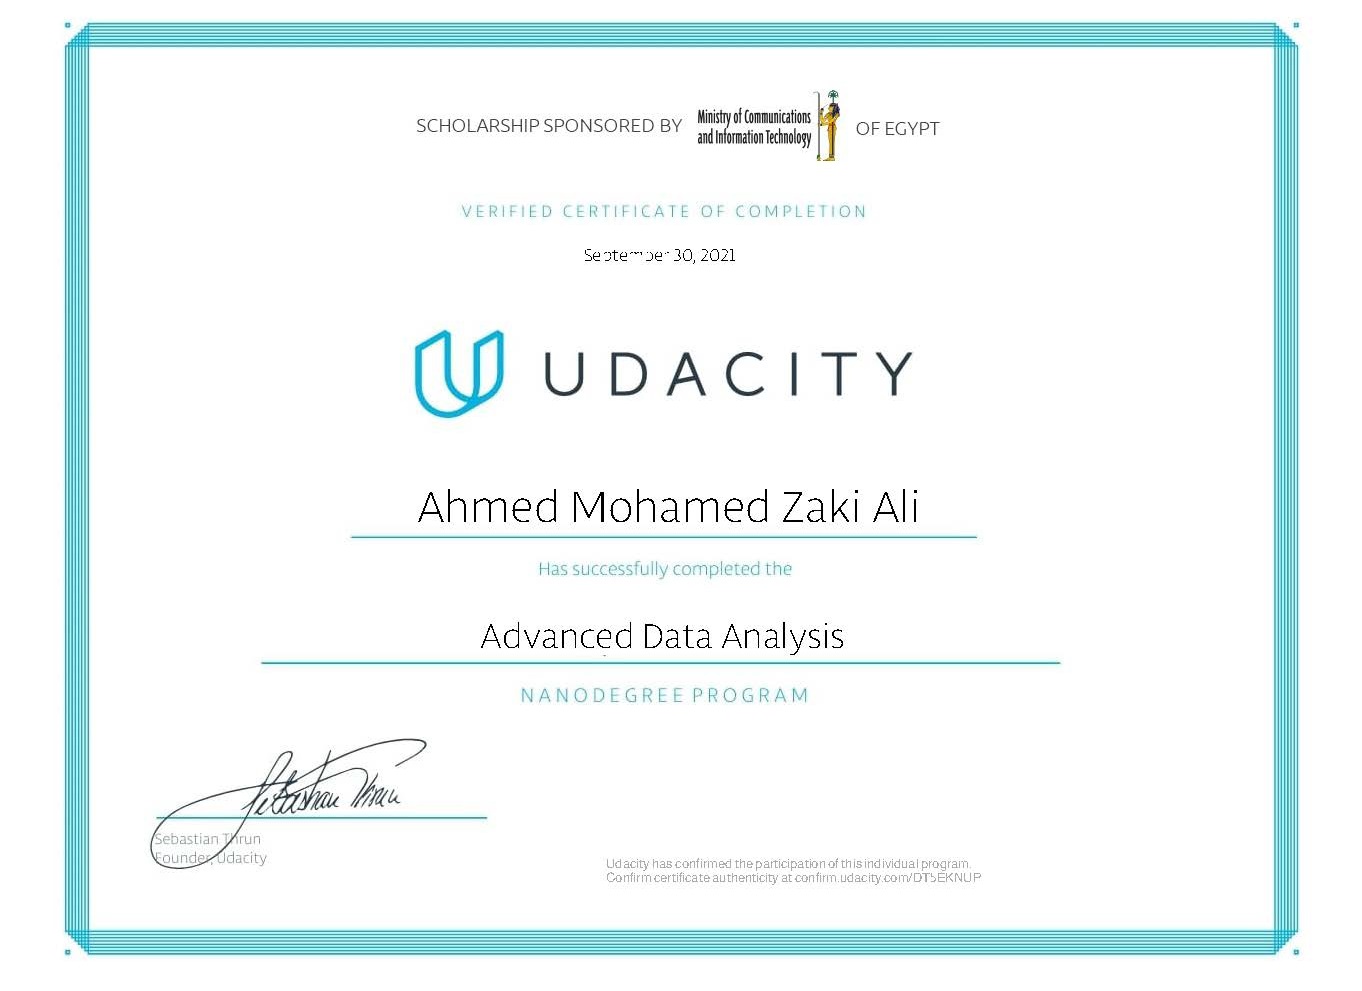 SCHOLARSHIP SPONSORED BY Ministry of Communications and Information Technology OF EGYPT
VERIFIED CERTIFICATE OF COMPLETION
September 30, 2021
UDACITY
Ahmed Mohamed Zaki Ali
Has successfully completed the
Advanced Data Analysis
NANODEGREE PROGRAM
Sebastian Thrun
Sebastian Thrun
Founder, Udacity
Udacity has confirmed the participation of this individual program.
Confirm certificate authenticity at confirm.udacity.com/DT5EKNUP